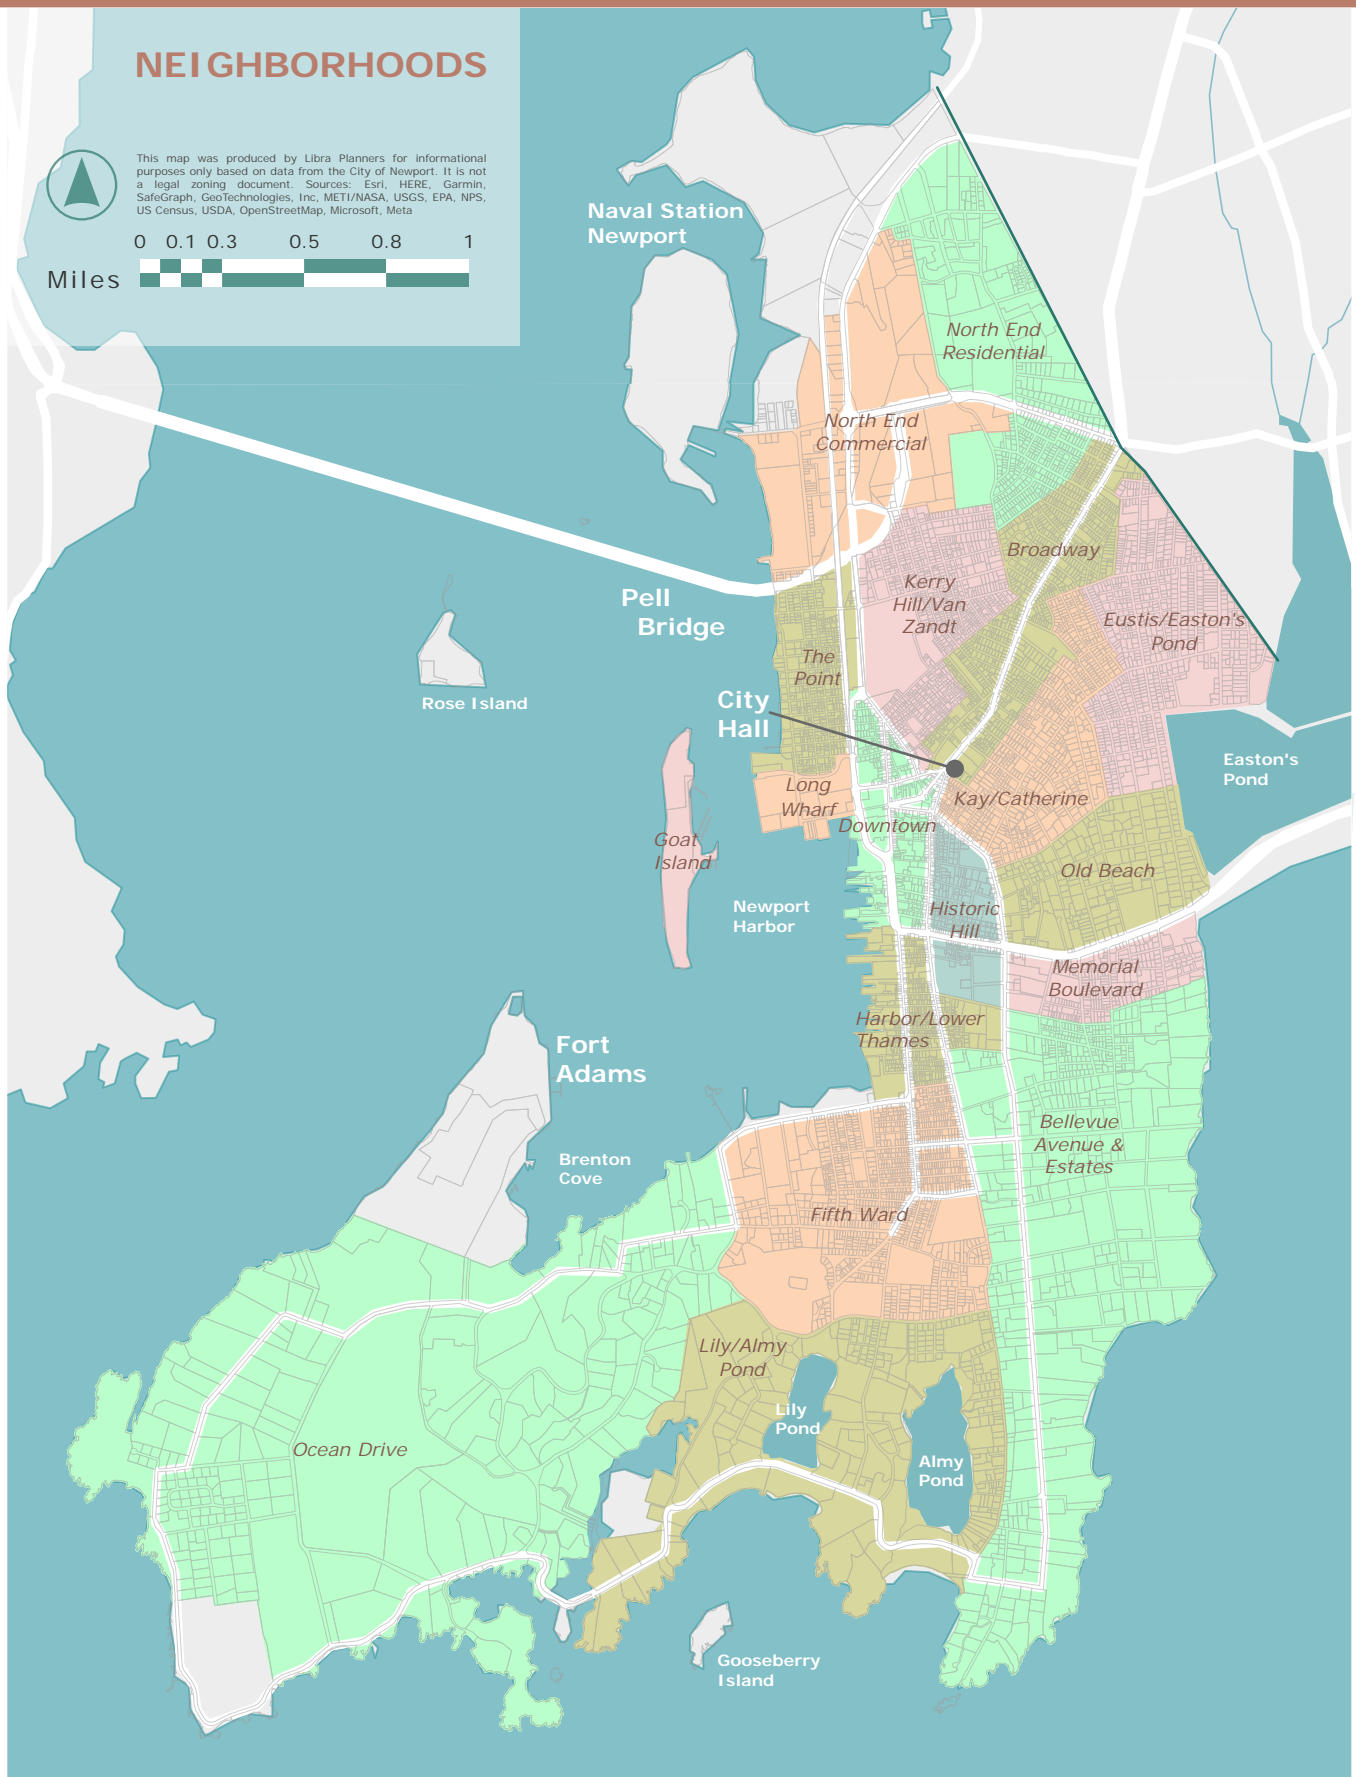 NEIGHBORHOODS
This map was produced by Libra Planners for informational
purposes only based on data from the City of Newport. It is not
a legal zoning document. Sources: Esri, HERE, Garmin,
SafeGraph, GeoTechnologies, Inc, METI/NASA, USGS, EPA, NPS,
US Census, USDA, OpenStreetMap, Microsoft, Meta
0 0.1 0.3 0.5 0.8 1
Miles
Naval Station
Newport
North End
Residential
North End
Commercial
Broadway
Kerry
Hill/Van
Zandt
Pell
Bridge
Eustis/Easton's
Pond
The
Point
Rose Island
City
Hall
Easton's
Pond
Long
Wharf
Kay/Catherine
Downtown
Goat
Island
Old Beach
Newport
Harbor
Historic
Hill
Memorial
Boulevard
Harbor/Lower
Thames
Fort
Adams
Bellevue
Avenue &
Estates
Brenton
Cove
Fifth Ward
Lily/Almy
Pond
Lily
Pond
Ocean Drive
Almy
Pond
Gooseberry
Island